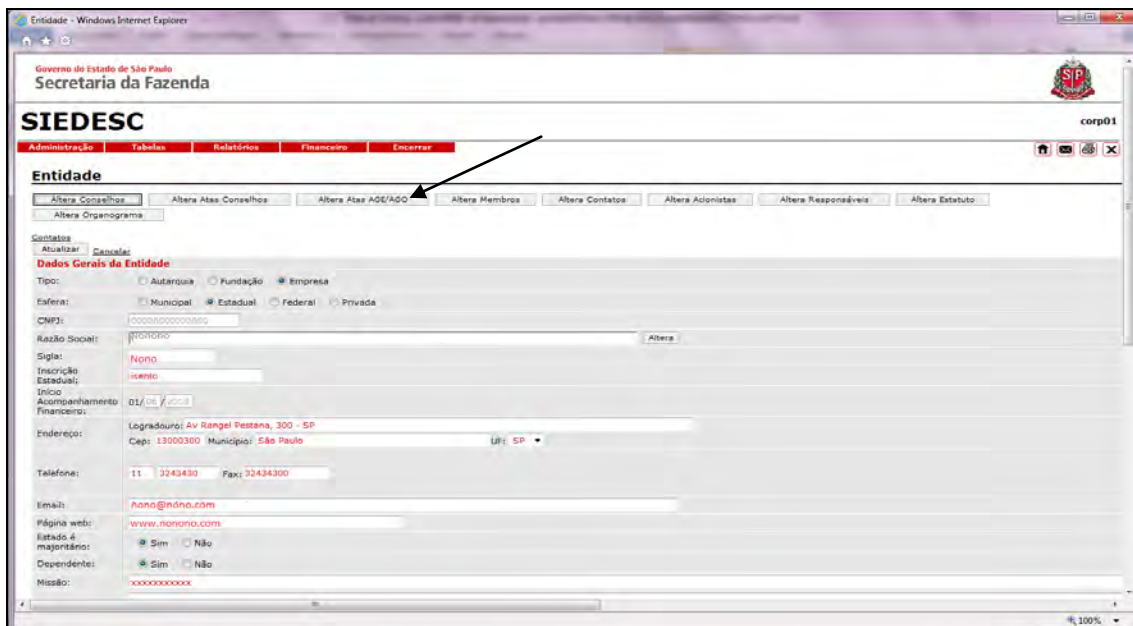 Entidade - Windows Internet Explorer
Governo do Estado de São Paulo
Secretaria da Fazenda
SIEDESC
corp01
Administração Tabelas Relatórios Financeiro Encerrar
Entidade
Altera Conselhos Altera Atas Conselhos Altera Atas AGE/AGO Altera Membros Altera Contatos Altera Acionistas Altera Responsáveis Altera Estatuto
Altera Organograma
Contatos
Atualizar Cancelar
Dados Gerais da Entidade
Tipo: Autarquia Fundação Empresa
Esfera: Municipal Estadual Federal Privada
CNPJ:
Razão Social: Nonono Altera
Sigla: Nono
Inscrição
Estadual: isento
Início
Acompanhamento
Financeiro: 01/ /
Endereço: Logradouro: Av Rangel Pestana, 300 - SP
Cep: 13000300 Município: São Paulo UF: SP
Telefone: 11 3243430 Fax: 32434300
Email: nono@nono.com
Página web: www.nonono.com
Estado é
majoritário: Sim Não
Dependente: Sim Não
Missão: xxxxxxxxxxx
100%